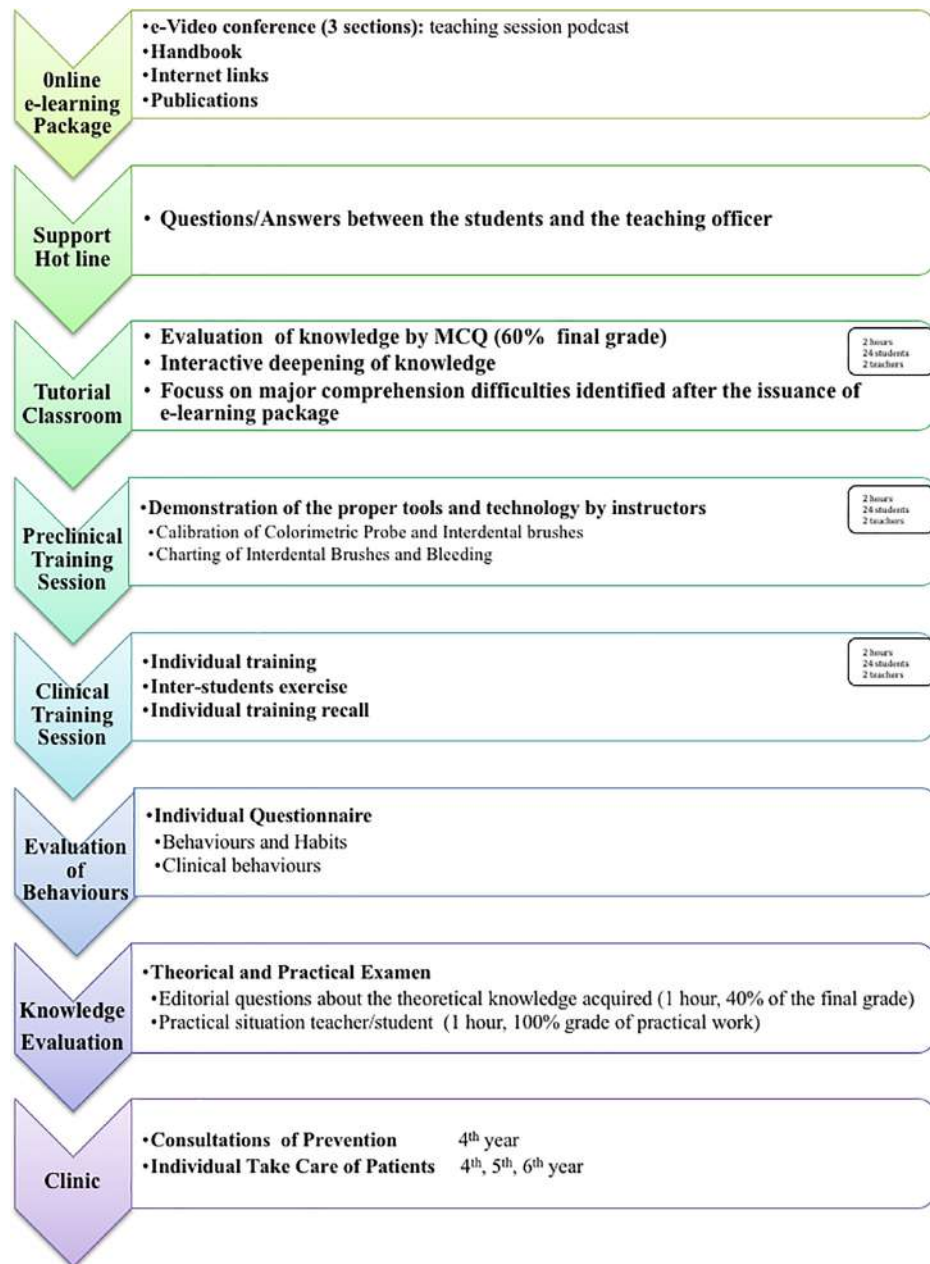 •e-Video conference (3 sections): teaching session podcast
•Handbook
•Internet links
•Publications
0nline
e-learning
Package
• Questions/Answers between the students and the teaching officer
Support
Hot line
• Evaluation of knowledge by MCQ (60% final grade)
• Interactive deepening of knowledge
• Focuss on major comprehension difficulties identified after the issuance of
e-learning package
2 hours
24 students
2 teachers
Tutorial
Classroom
•Demonstration of the proper tools and technology by instructors
•Calibration of Colorimetric Probe and Interdental brushes
•Charting of Interdental Brushes and Bleeding
2 hours
24 students
2 teachers
Preclinical
Training
Session
•Individual training
•Inter-students exercise
•Individual training recall
2 hours
24 students
2 teachers
Clinical
Training
Session
•Individual Questionnaire
•Behaviours and Habits
•Clinical behaviours
Evaluation
of
Behaviours
•Theorical and Practical Examen
•Editorial questions about the theoretical knowledge acquired (1 hour, 40% of the final grade)
•Practical situation teacher/student (1 hour, 100% grade of practical work)
Knowledge
Evaluation
•Consultations of Prevention 4th year
•Individual Take Care of Patients 4th, 5th, 6th year
Clinic